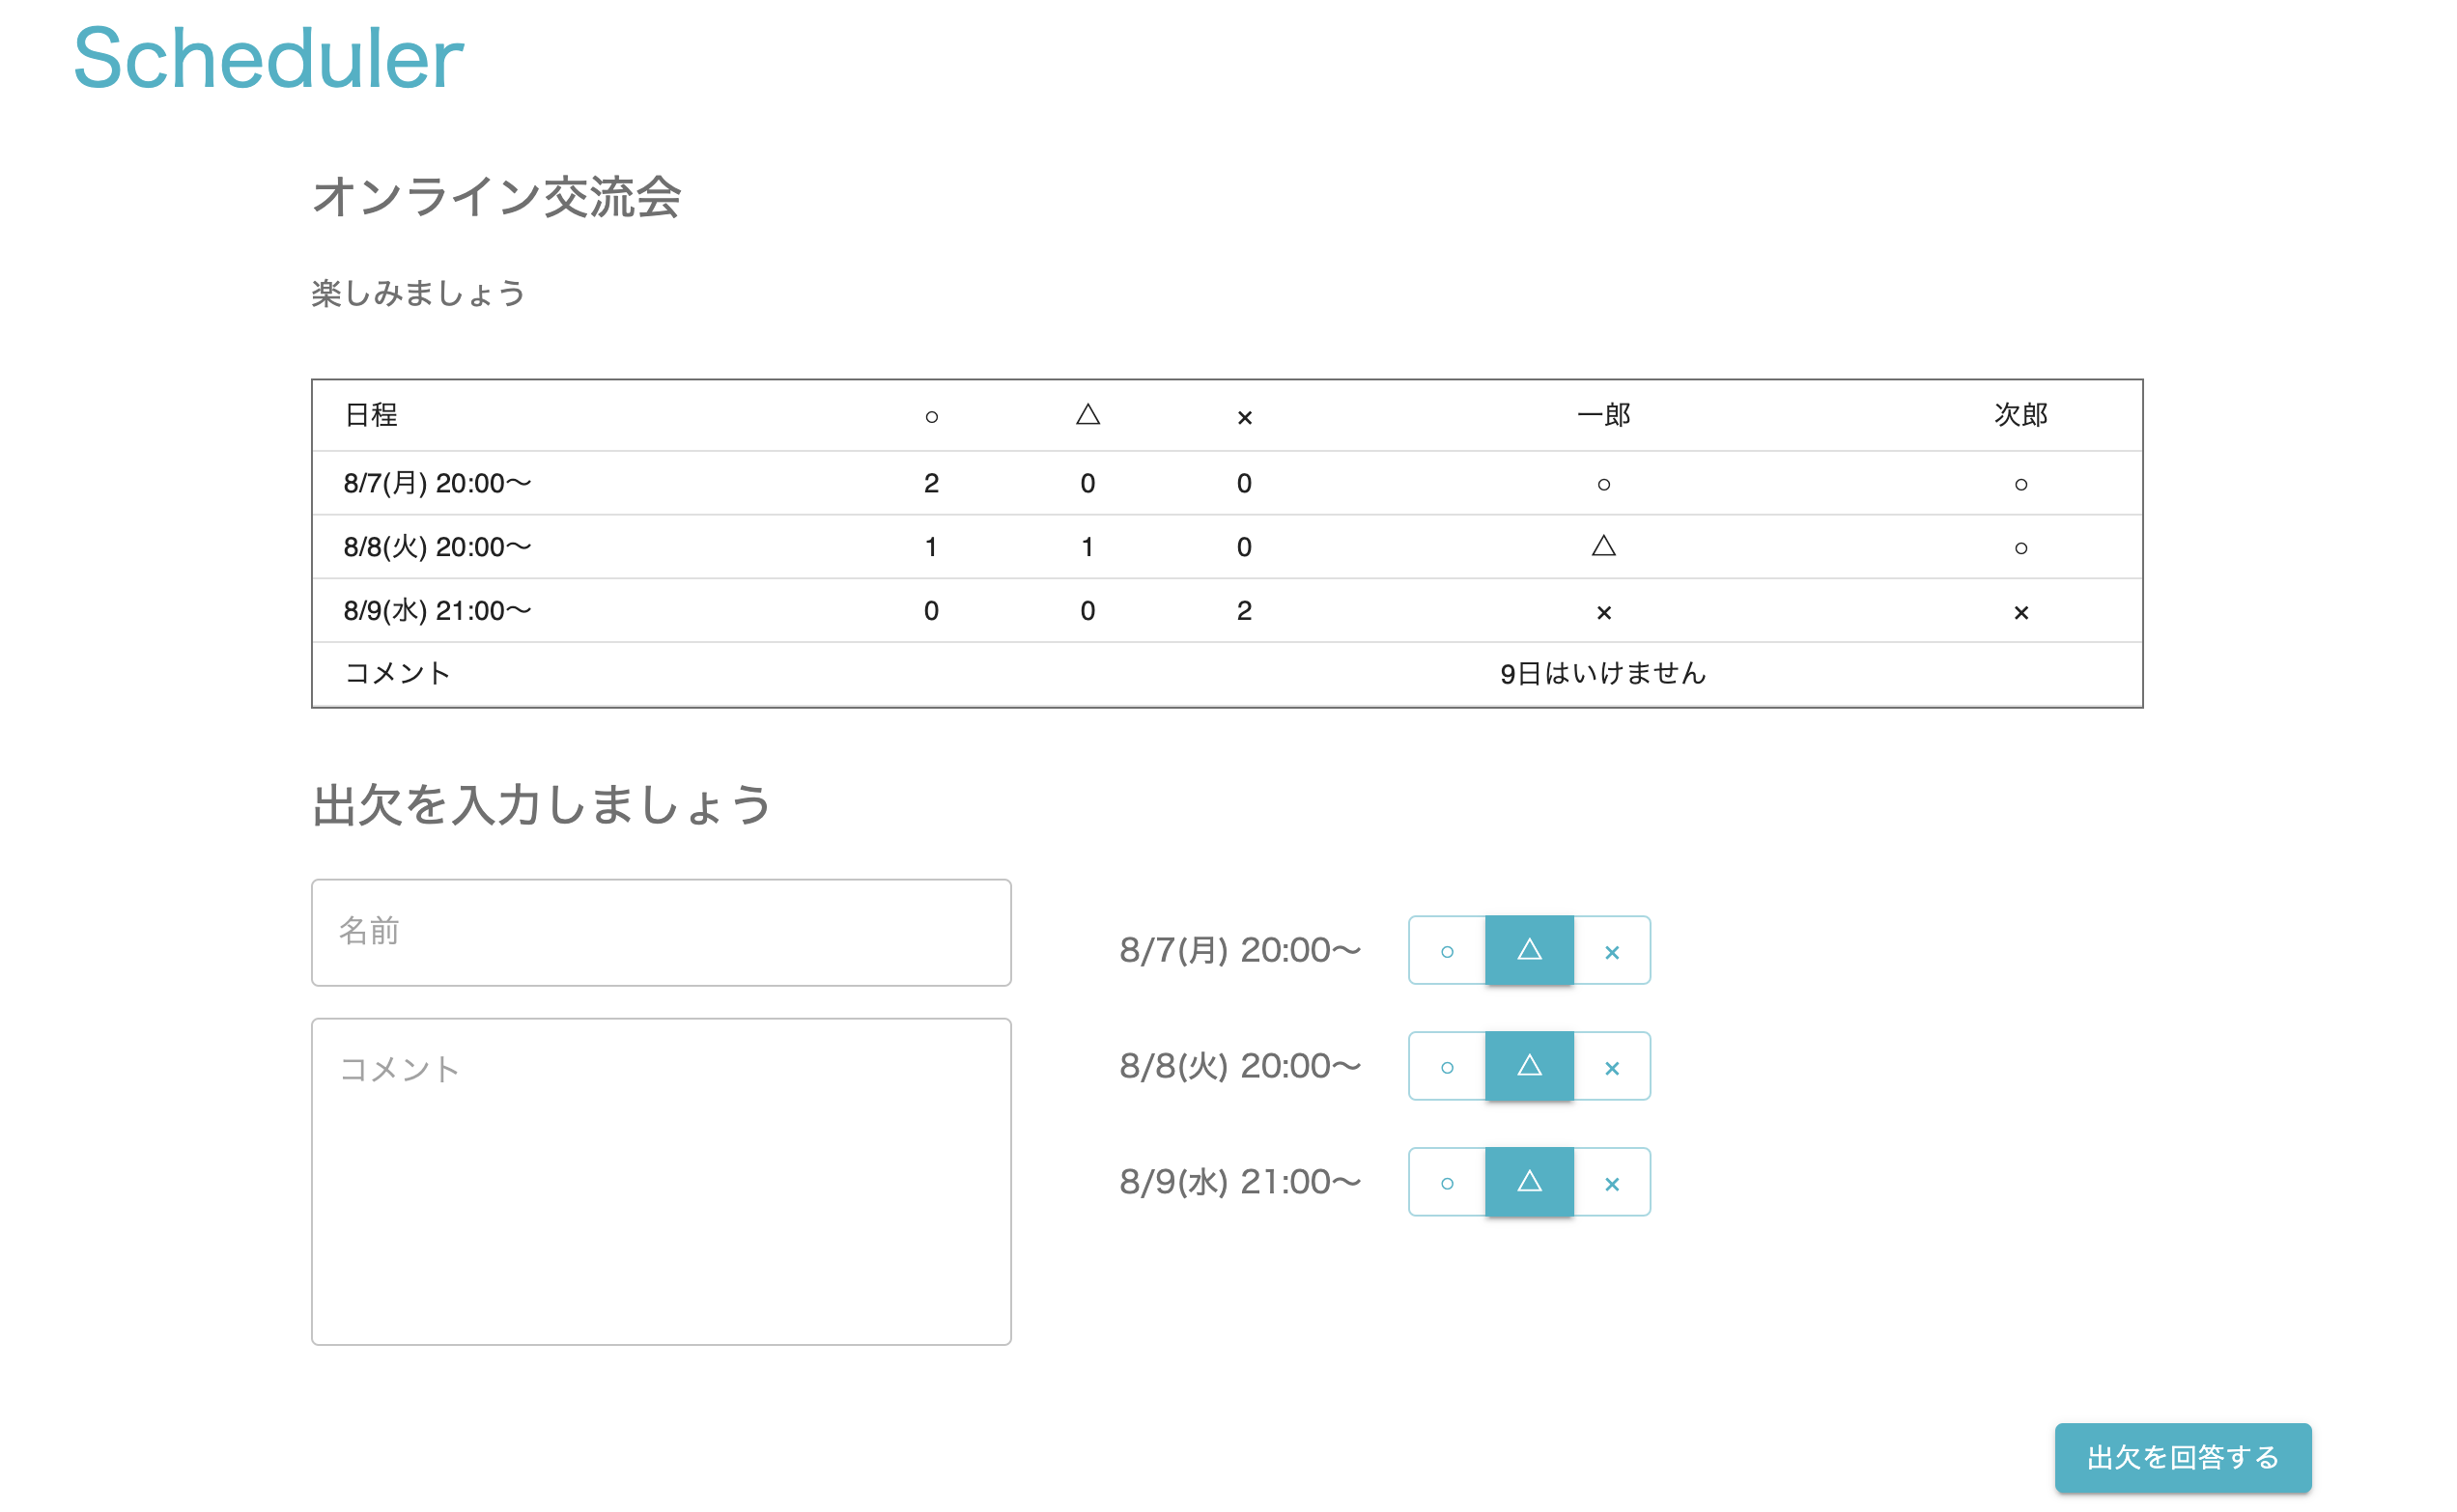 Scheduler
オンライン交流会
楽しみましょう
日程 ○ △ × 一郎 次郎
8/7(月) 20:00〜 2 0 0 ○ ○
8/8(火) 20:00〜 1 1 0 △ ○
8/9(水) 21:00〜 0 0 2 × ×
コメント 9日はいけません
出欠を入力しましょう
名前
コメント
8/7(月) 20:00〜 ○ △ ×
8/8(火) 20:00〜 ○ △ ×
8/9(水) 21:00〜 ○ △ ×
出欠を回答する